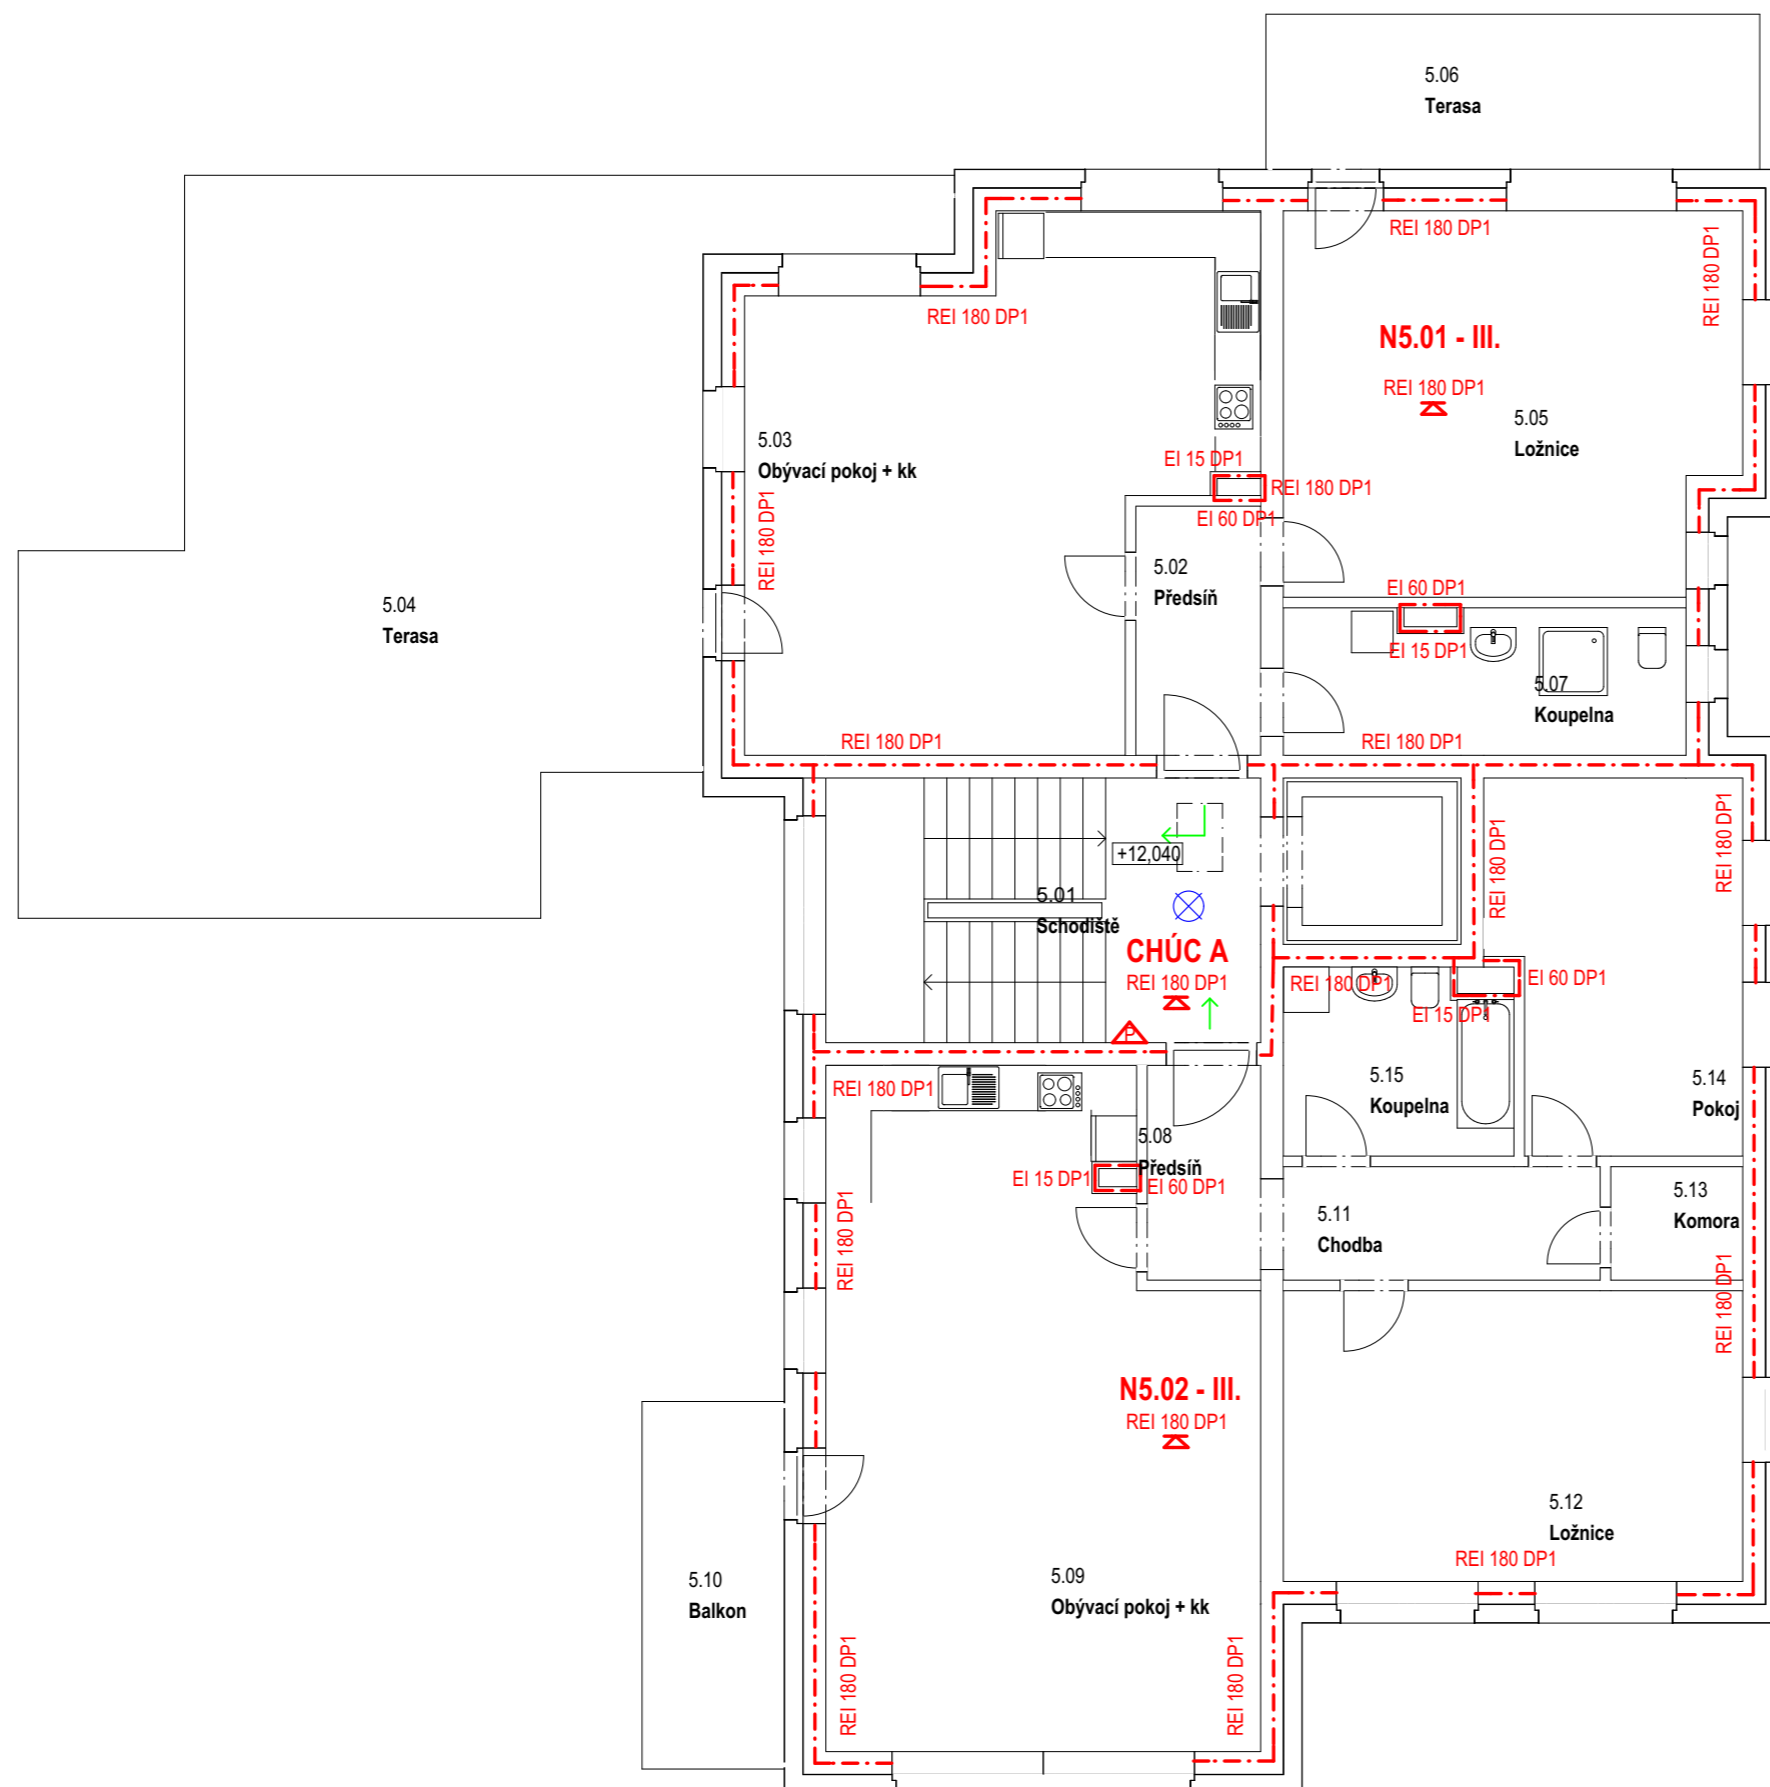 5.06
Terasa
REI 180 DP1
REI 180 DP1
REI 180 DP1
N5.01 - III.
REI 180 DP1
5.05
Ložnice
5.03
Obývací pokoj + kk
EI 15 DP1
REI 180 DP1
EI 60 DP1
REI 180 DP1
5.02
Předsíň
5.04
Terasa
EI 60 DP1
EI 15 DP1
5.07
Koupelna
REI 180 DP1
REI 180 DP1
+12,040
REI 180 DP1
REI 180 DP1
5.01
Schodiště
CHÚC A
REI 180 DP1
REI 180 DP1
EI 60 DP1
EI 15 DP1
P
REI 180 DP1
5.15
Koupelna
5.14
Pokoj
5.08
Předsíň
EI 15 DP1
EI 60 DP1
REI 180 DP1
5.11
Chodba
5.13
Komora
REI 180 DP1
N5.02 - III.
REI 180 DP1
5.12
Ložnice
REI 180 DP1
5.10
Balkon
5.09
Obývací pokoj + kk
REI 180 DP1
REI 180 DP1